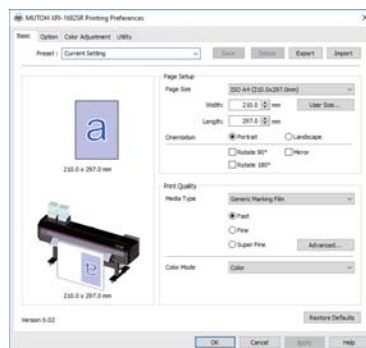 MUTOH XPJ-1682SR Printing Preferences
Basic Option Color Adjustment Utility
Preset : Current Setting Save Delete Export Import
Page Setup
Page Size ISO A4 (210.0x297.0mm)
Width: 210.0 mm User Size...
Length: 297.0 mm
Orientation Portrait Landscape
Rotate 90° Mirror
Rotate 180°
a
210.0 x 297.0 mm
Print Quality
Media Type Generic Marking Film
Fast
Fine
Super Fine Advanced...
Color Mode Color
a
210.0 x 297.0 mm
Version 0.02 Restore Defaults
OK Cancel Apply Help